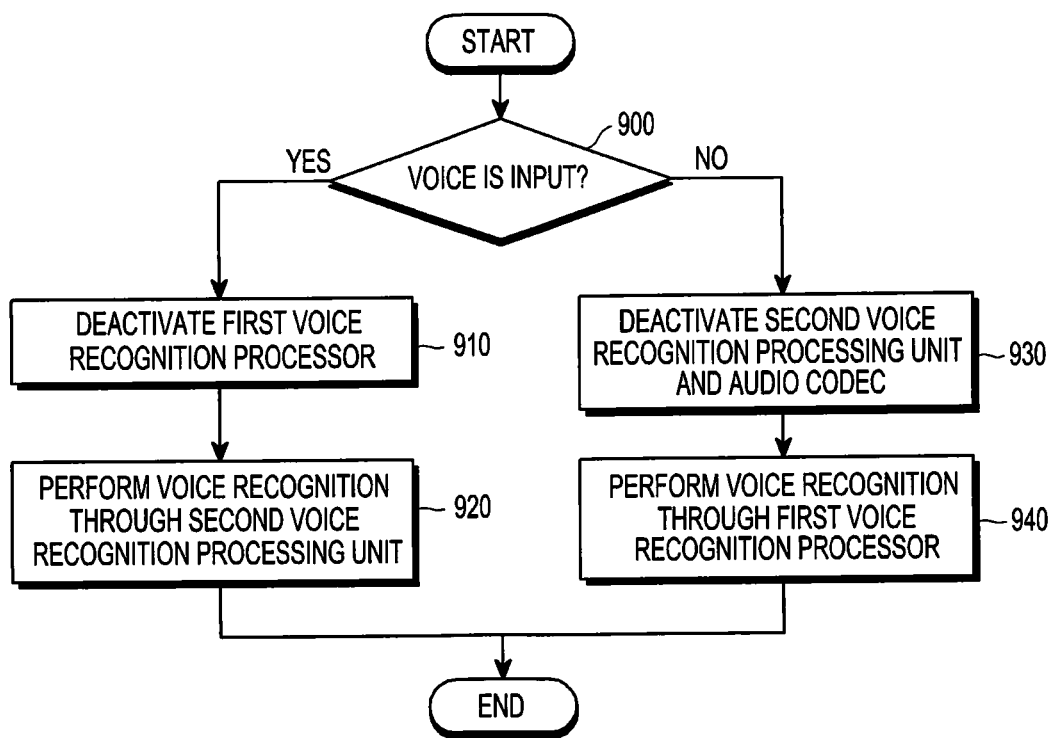 START
900
YES
VOICE IS INPUT?
NO
DEACTIVATE FIRST VOICE
RECOGNITION PROCESSOR
910
DEACTIVATE SECOND VOICE
RECOGNITION PROCESSING UNIT
AND AUDIO CODEC
930
PERFORM VOICE RECOGNITION
THROUGH SECOND VOICE
RECOGNITION PROCESSING UNIT
920
PERFORM VOICE RECOGNITION
THROUGH FIRST VOICE
RECOGNITION PROCESSOR
940
END